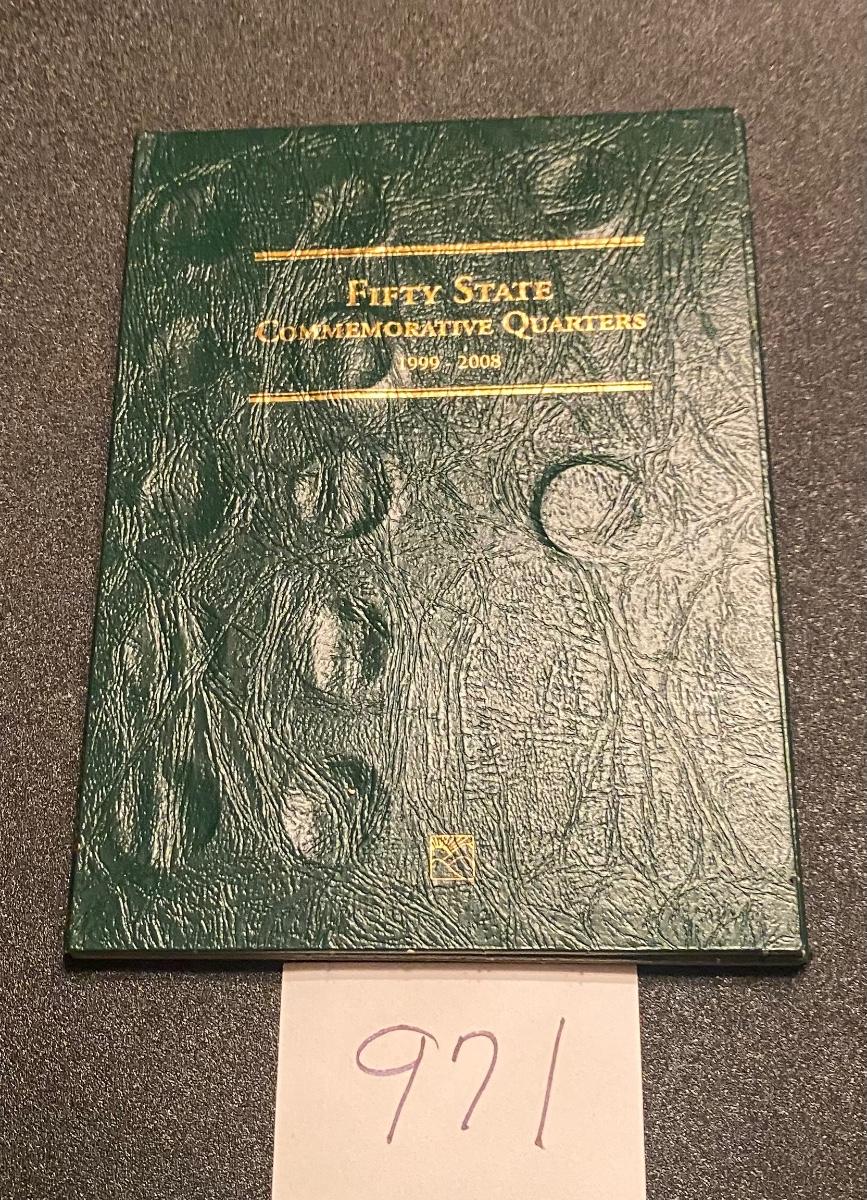 FIFTY STATE
COMMEMORATIVE QUARTERS
1999 2008
971